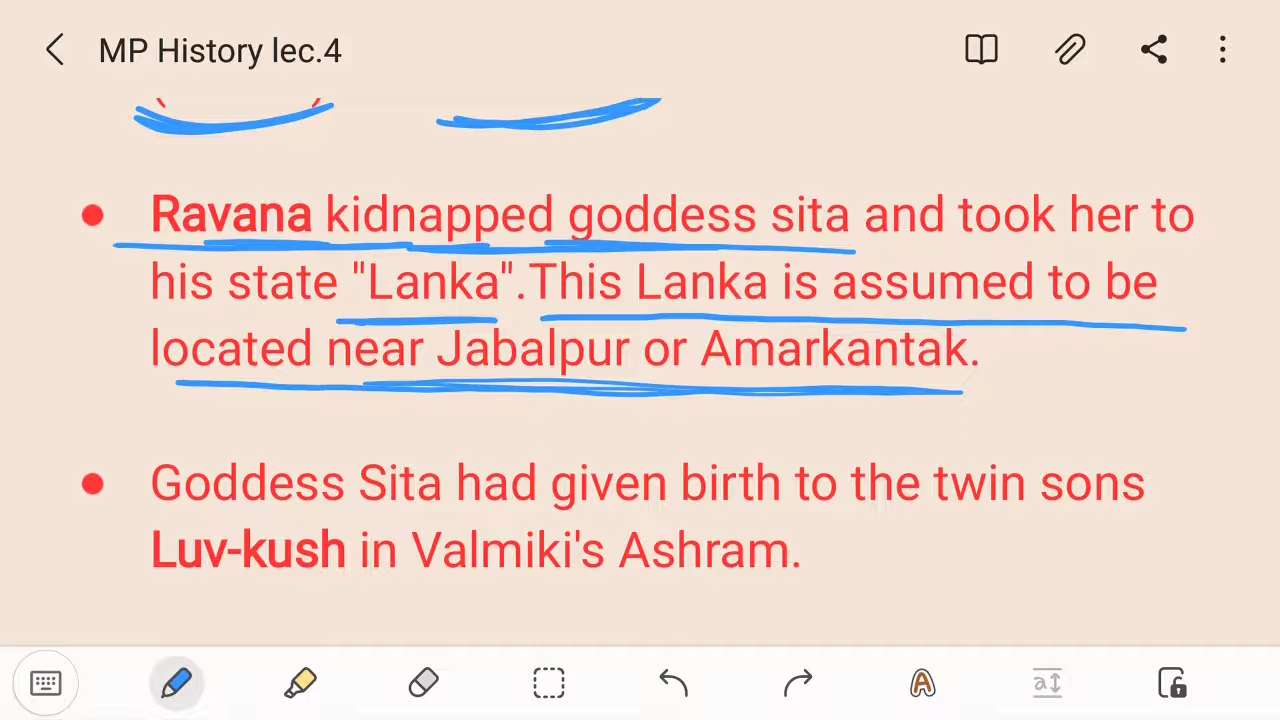 MP History lec.4
Ravana kidnapped goddess sita and took her to
his state "Lanka".This Lanka is assumed to be
located near Jabalpur or Amarkantak.
Goddess Sita had given birth to the twin sons
Luv-kush in Valmiki's Ashram.